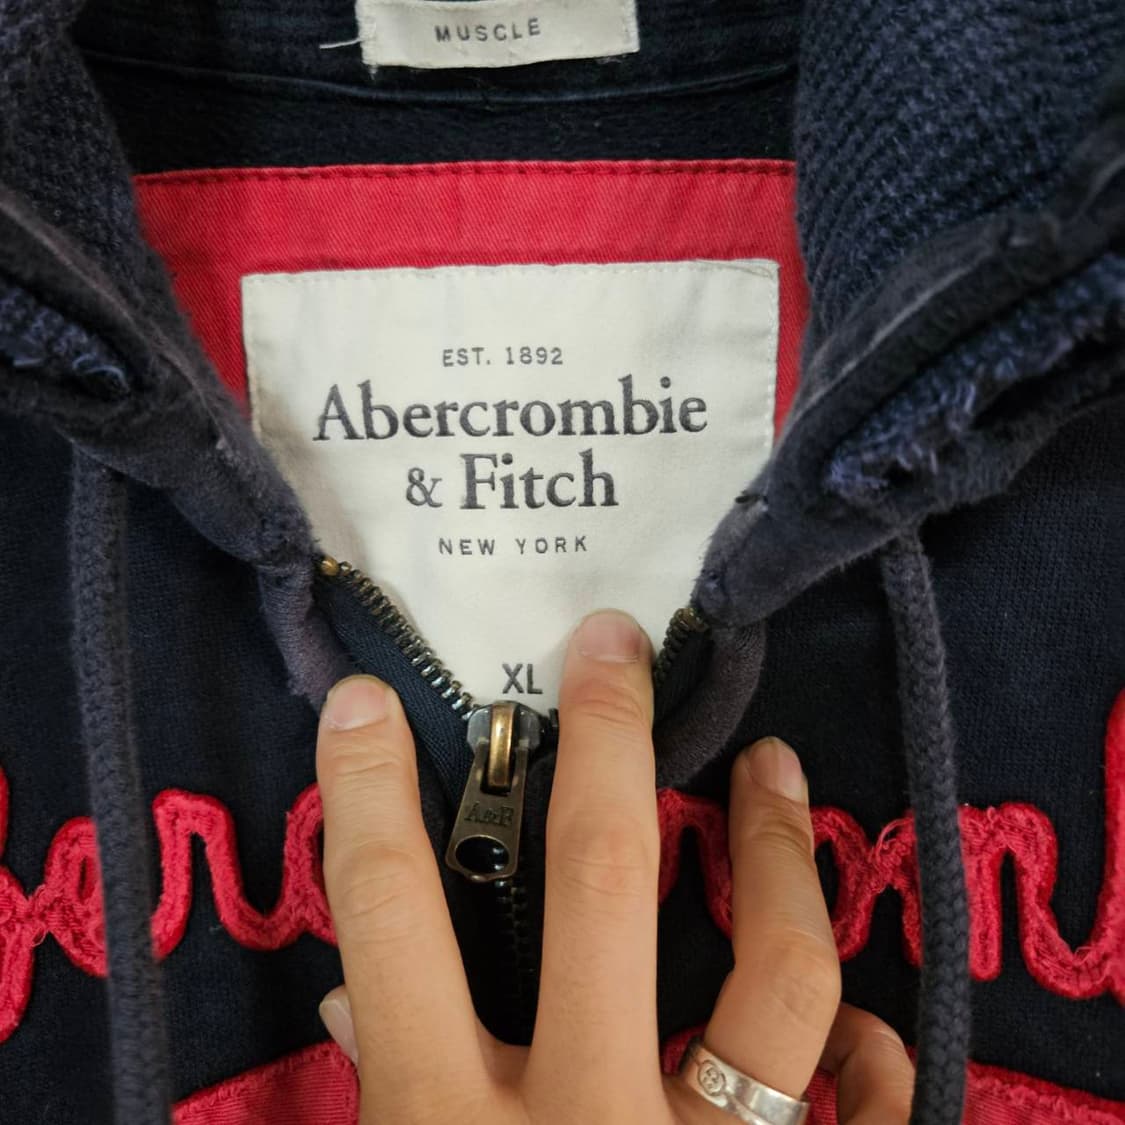 MUSCLE
EST. 1892
Abercrombie
& Fitch
NEW YORK
XL
A&F